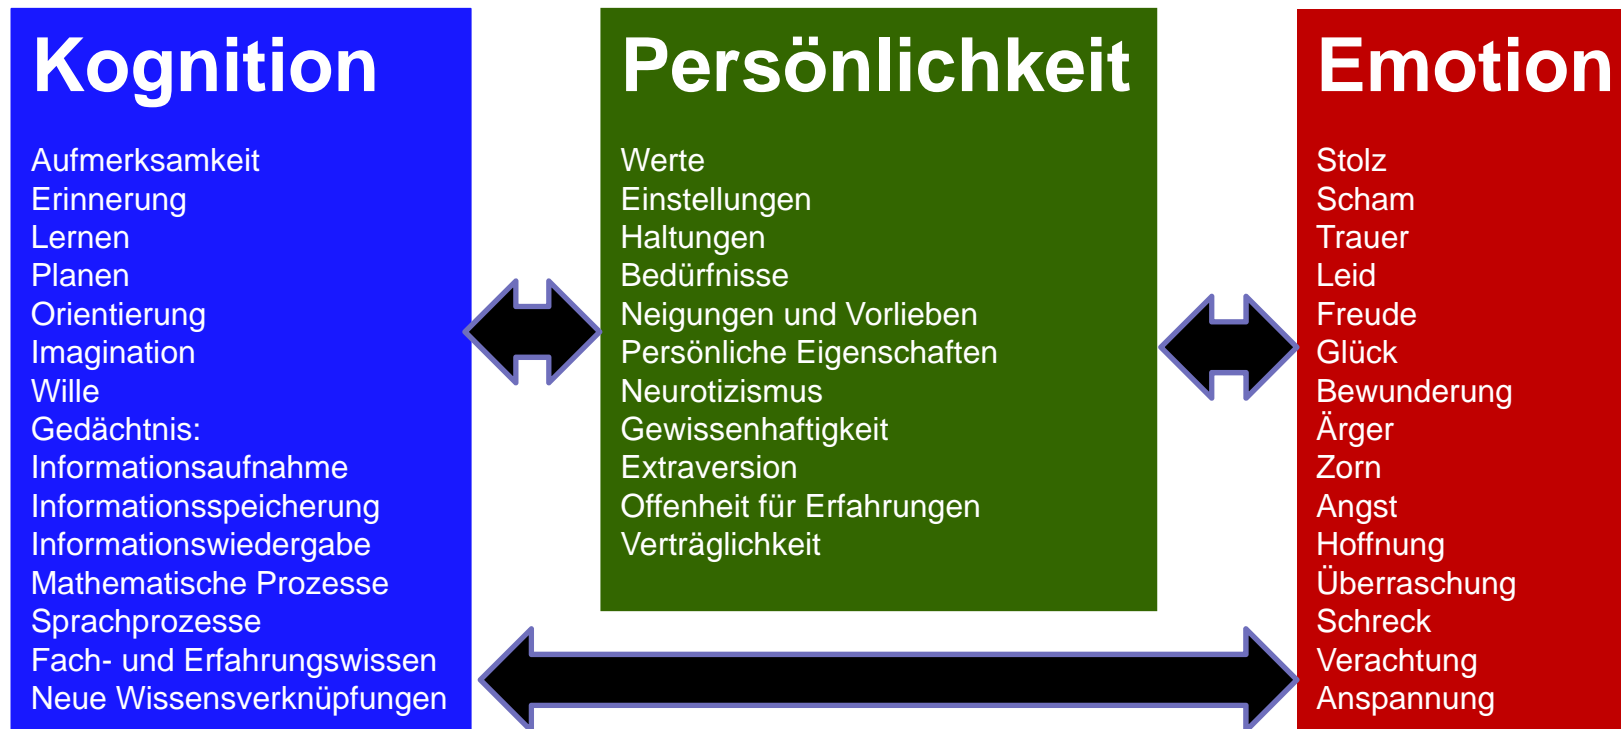 Kognition
Aufmerksamkeit
Erinnerung
Lernen
Planen
Orientierung
Imagination
Wille
Gedächtnis:
Informationsaufnahme
Informationsspeicherung
Informationswiedergabe
Mathematische Prozesse
Sprachprozesse
Fach- und Erfahrungswissen
Neue Wissensverknüpfungen
Persönlichkeit
Werte
Einstellungen
Haltungen
Bedürfnisse
Neigungen und Vorlieben
Persönliche Eigenschaften
Neurotizismus
Gewissenhaftigkeit
Extraversion
Offenheit für Erfahrungen
Verträglichkeit
Emotion
Stolz
Scham
Trauer
Leid
Freude
Glück
Bewunderung
Ärger
Zorn
Angst
Hoffnung
Überraschung
Schreck
Verachtung
Anspannung